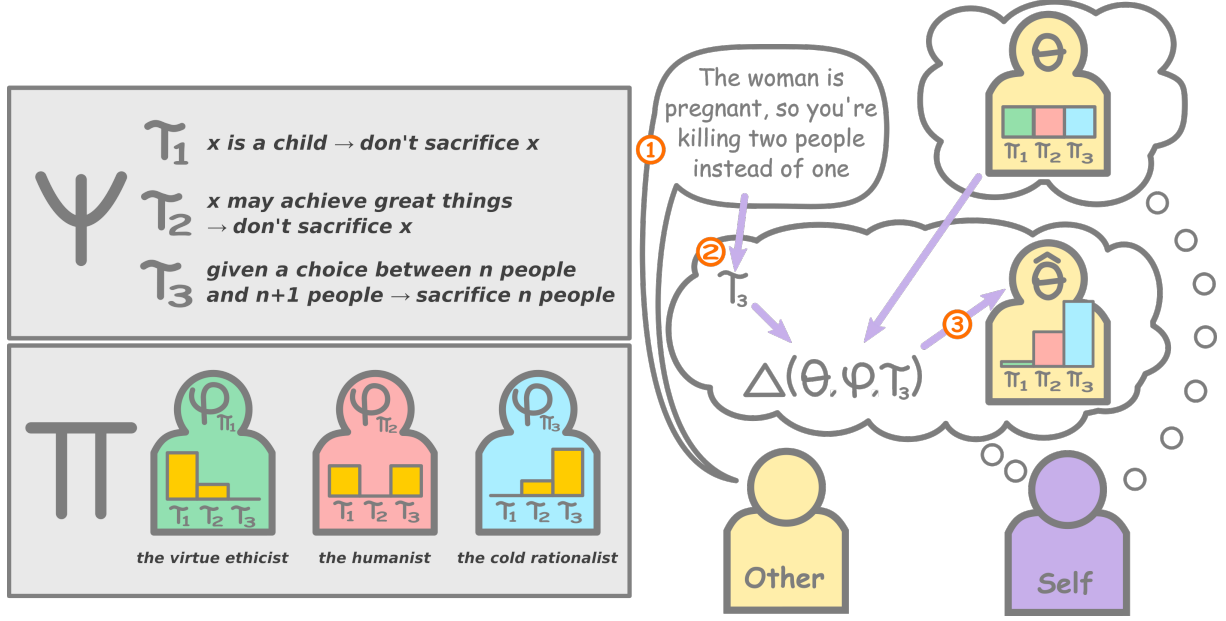 Ψ
τ1 x is a child → don't sacrifice x
τ2 x may achieve great things
→ don't sacrifice x
τ3 given a choice between n people
and n+1 people → sacrifice n people
Π
φπ1 φπ2 φπ3
τ1 τ2 τ3 τ1 τ2 τ3 τ1 τ2 τ3
the virtue ethicist the humanist the cold rationalist
1
The woman is
pregnant, so you're
killing two people
instead of one
θ
π1 π2 π3
2
τ3
3
Δ(θ,φ,τ3)
θ̂
π1 π2 π3
Other
Self